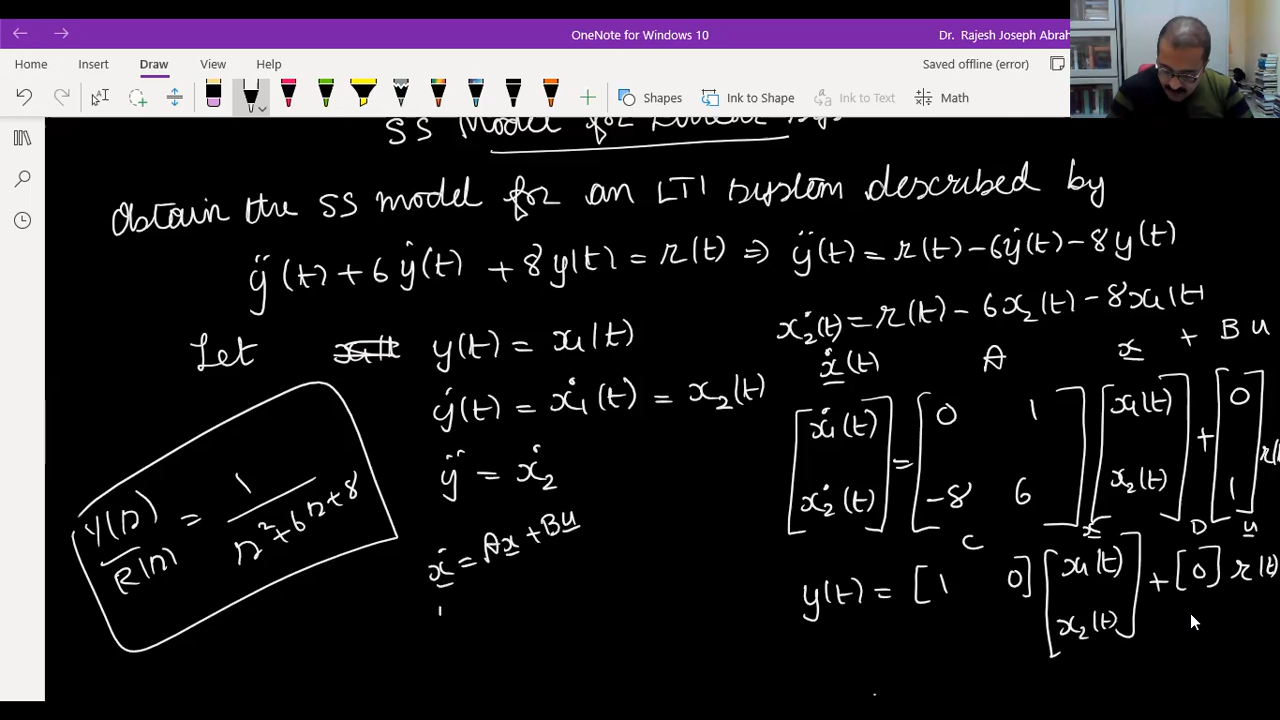 OneNote for Windows 10
Dr. Rajesh Joseph Abrah
Home Insert Draw View Help
Saved offline (error)
Shapes
Ink to Shape
Ink to Text
Math
SS Model for Linear Sys
Obtain the SS model for an LTI system described by
ÿ(t) + 6ẏ(t) + 8y(t) = r(t) ⇒ ÿ(t) = r(t) − 6ẏ(t) − 8y(t)
ẋ₂(t) = r(t) − 6x₂(t) − 8x₁(t)
Let y(t) = x₁(t)
ẏ(t) = ẋ₁(t) = x₂(t)
ÿ = ẋ₂
ẋ = Ax + Bu
Y(s)/R(s) = 1/(s² + 6s + 8)
ẋ(t) A x + B u
[ẋ₁(t) ẋ₂(t)] = [0 1 −8 6] [x₁(t) x₂(t)] + [0 1] r(
C x D u
y(t) = [1 0] [x₁(t) x₂(t)] + [0] r(t)